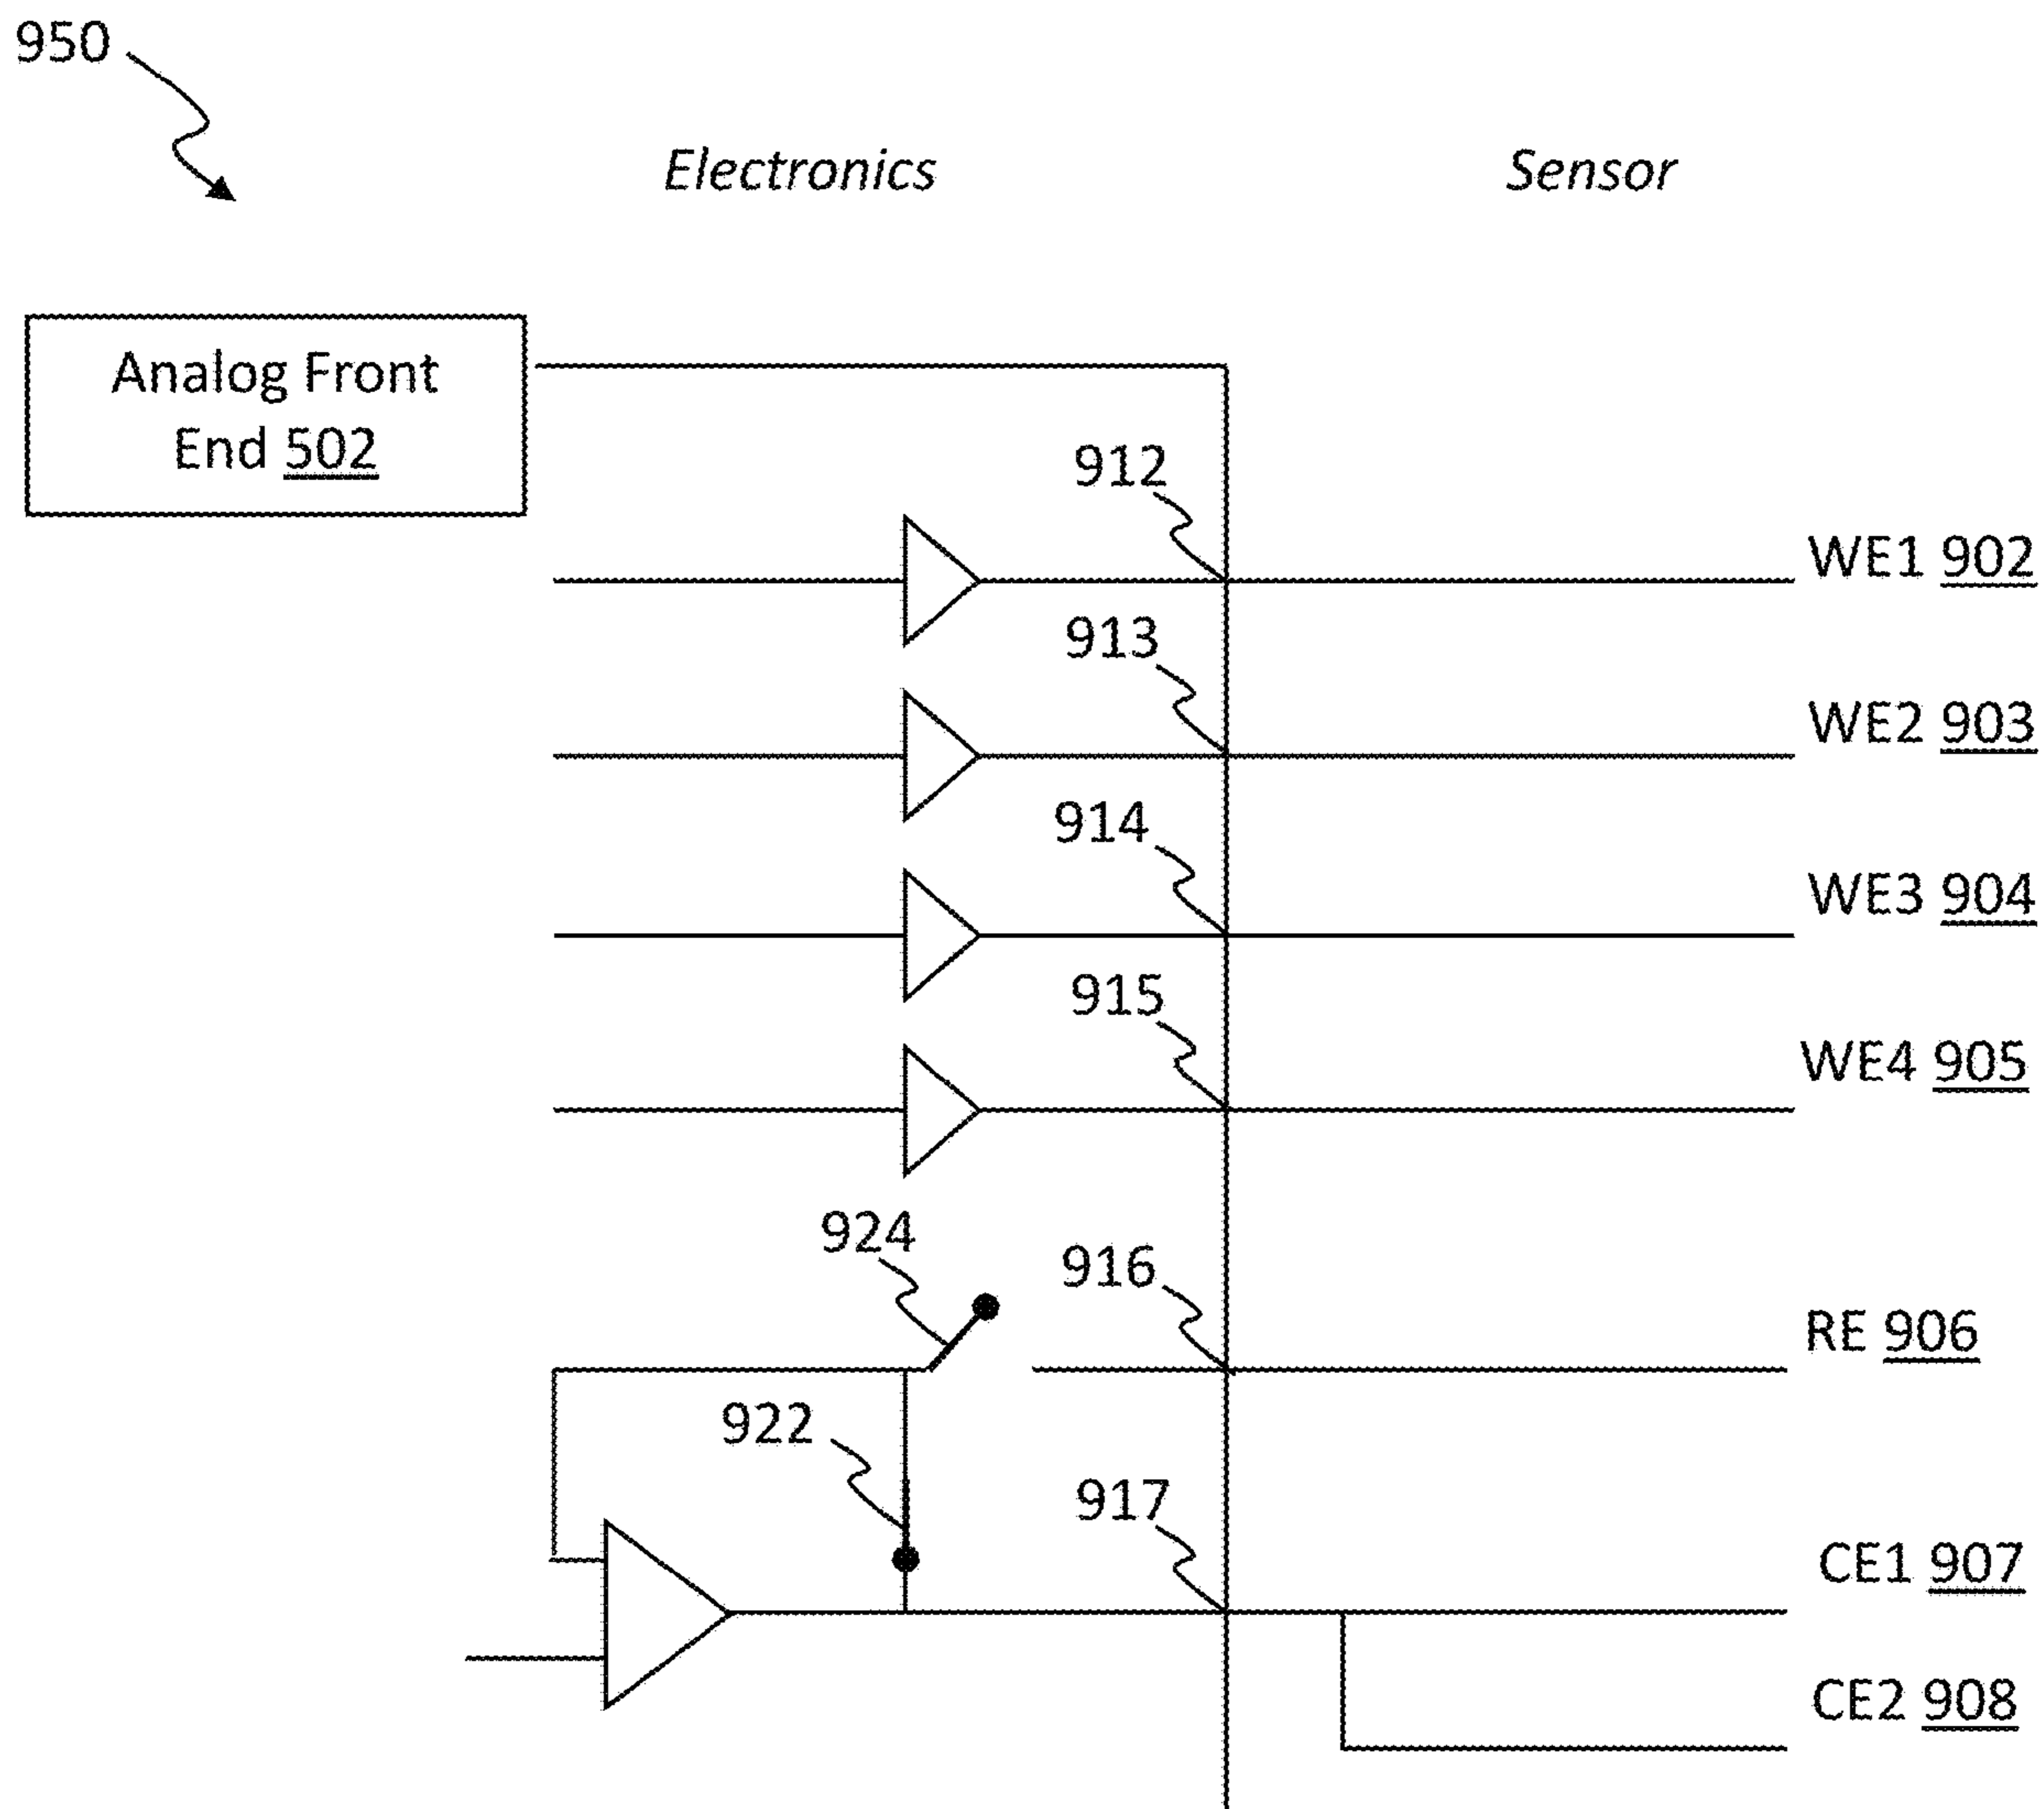 950
Electronics
Sensor
Analog Front
End 502
912
WE1 902
913
WE2 903
914
WE3 904
915
WE4 905
924
916
RE 906
922
917
CE1 907
CE2 908